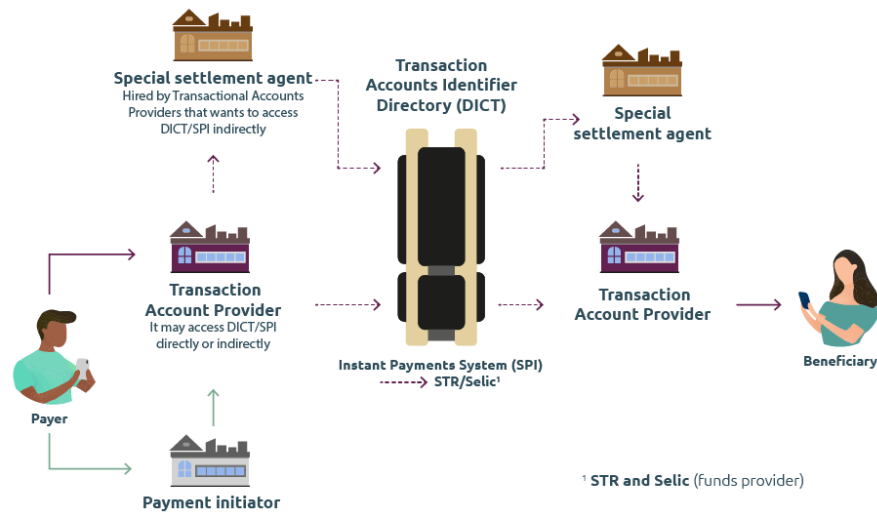 Special settlement agent
Hired by Transactional Accounts
Providers that wants to access
DICT/SPI indirectly
Transaction
Accounts Identifier
Directory (DICT)
Special
settlement agent
Transaction
Account Provider
It may access DICT/SPI
directly or indirectly
Transaction
Account Provider
Instant Payments System (SPI)
STR/Selic¹
Payer
Beneficiary
Payment initiator
¹ STR and Selic (funds provider)